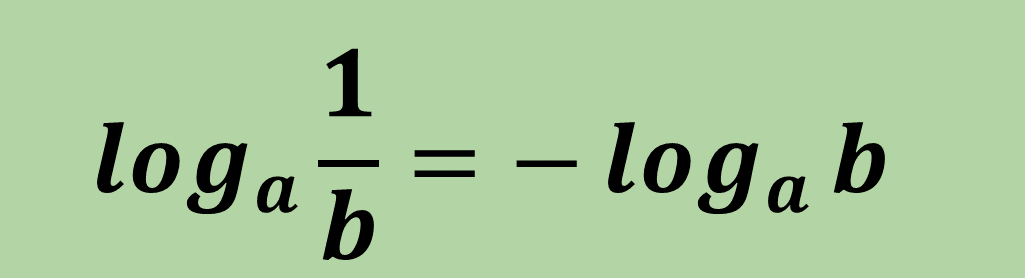 log_a 1/b = − log_a b